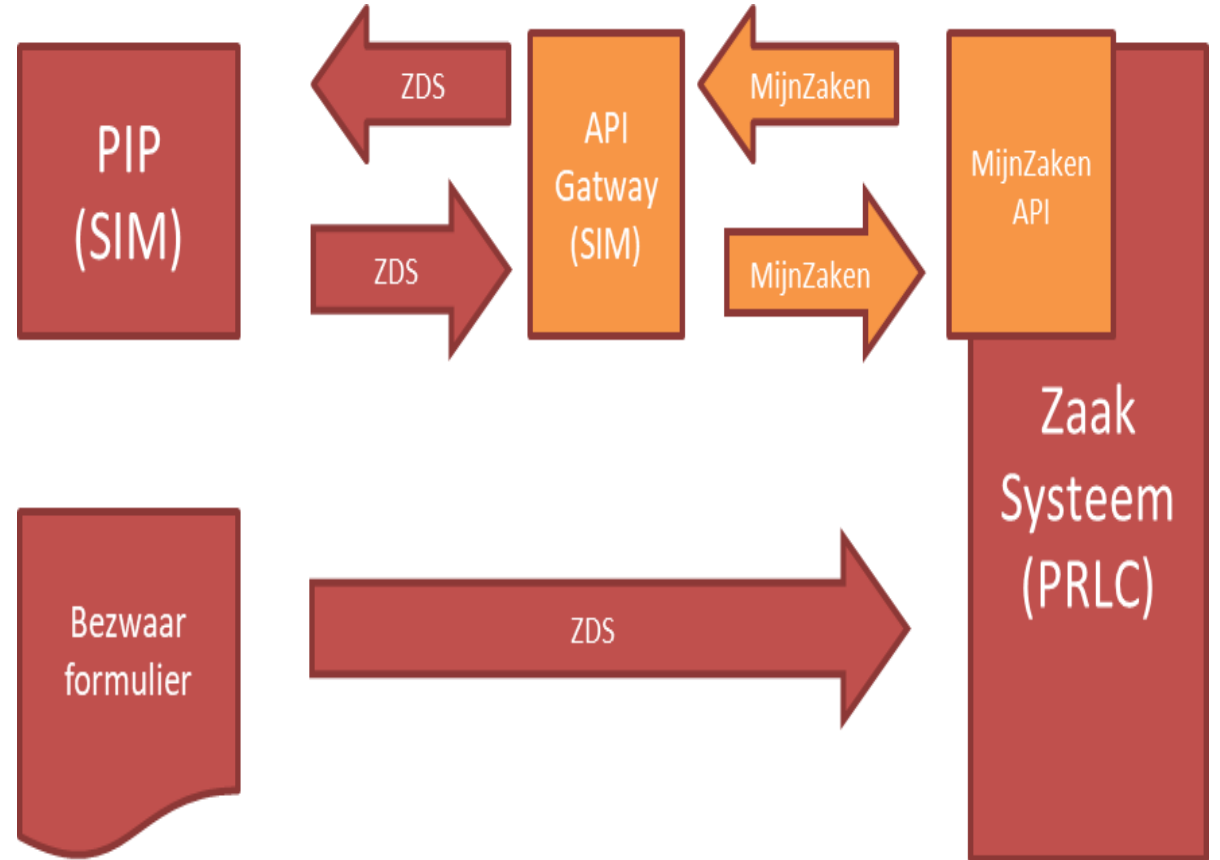 PIP
(SIM)
ZDS
ZDS
API
Gatway
(SIM)
MijnZaken
MijnZaken
MijnZaken
API
Zaak
Systeem
(PRLC)
Bezwaar
formulier
ZDS